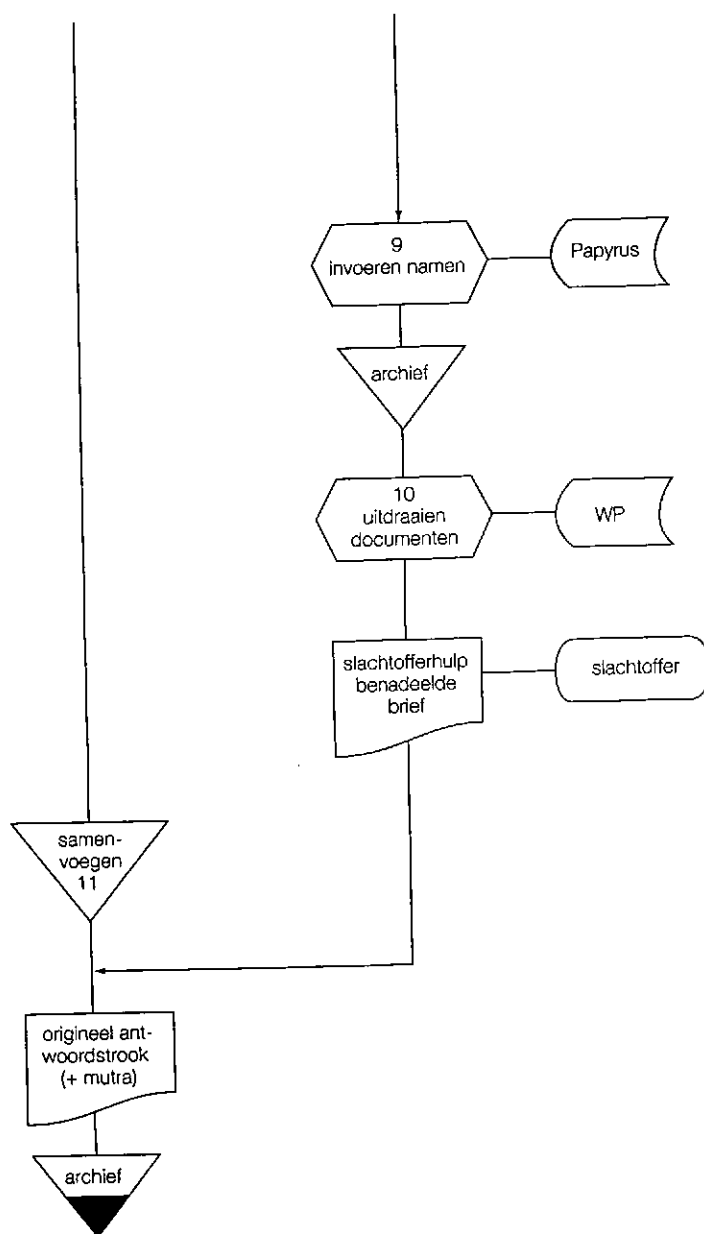 9
invoeren namen
Papyrus
archief
10
uitdraaien
documenten
WP
slachtofferhulp
benadeelde
brief
slachtoffer
samen-
voegen
11
origineel ant-
woordstrook
(+ mutra)
archief